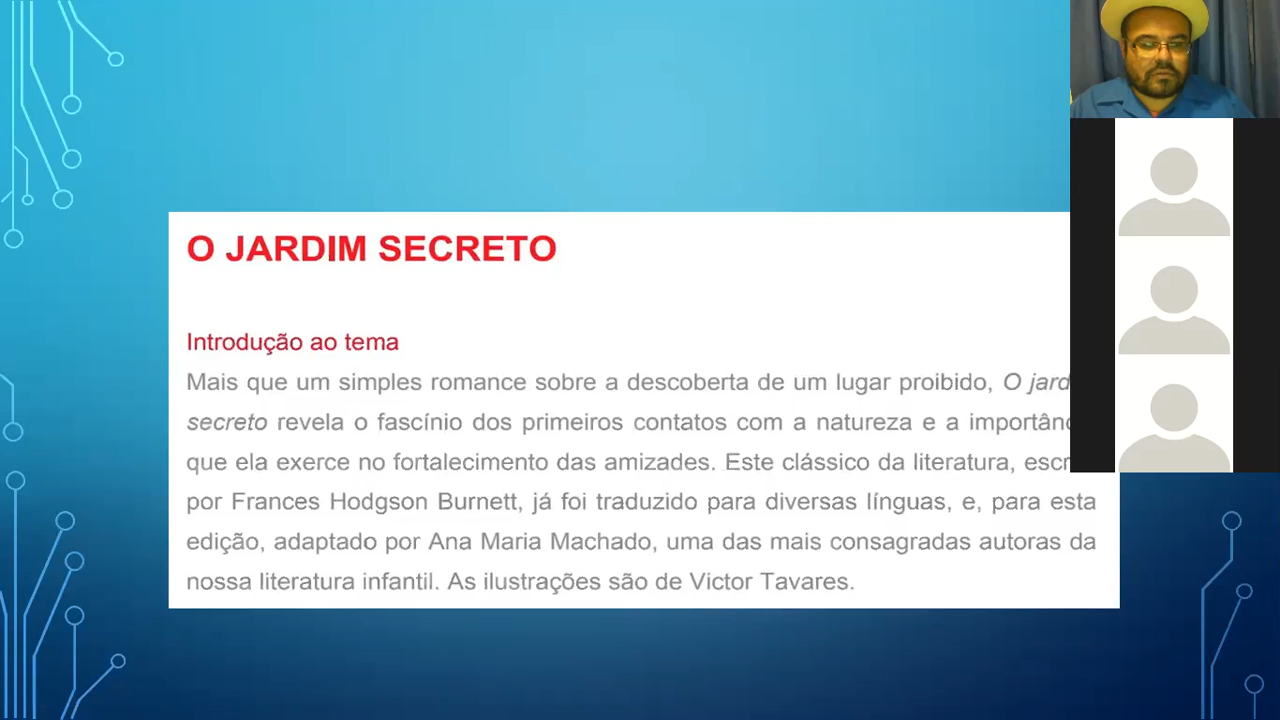 O JARDIM SECRETO
Introdução ao tema
Mais que um simples romance sobre a descoberta de um lugar proibido, O
secreto revela o fascínio dos primeiros contatos com a natureza e a
que ela exerce no fortalecimento das amizades. Este clássico da literatura,
por Frances Hodgson Burnett, já foi traduzido para diversas línguas, e, para esta
edição, adaptado por Ana Maria Machado, uma das mais consagradas autoras da
nossa literatura infantil. As ilustrações são de Victor Tavares.